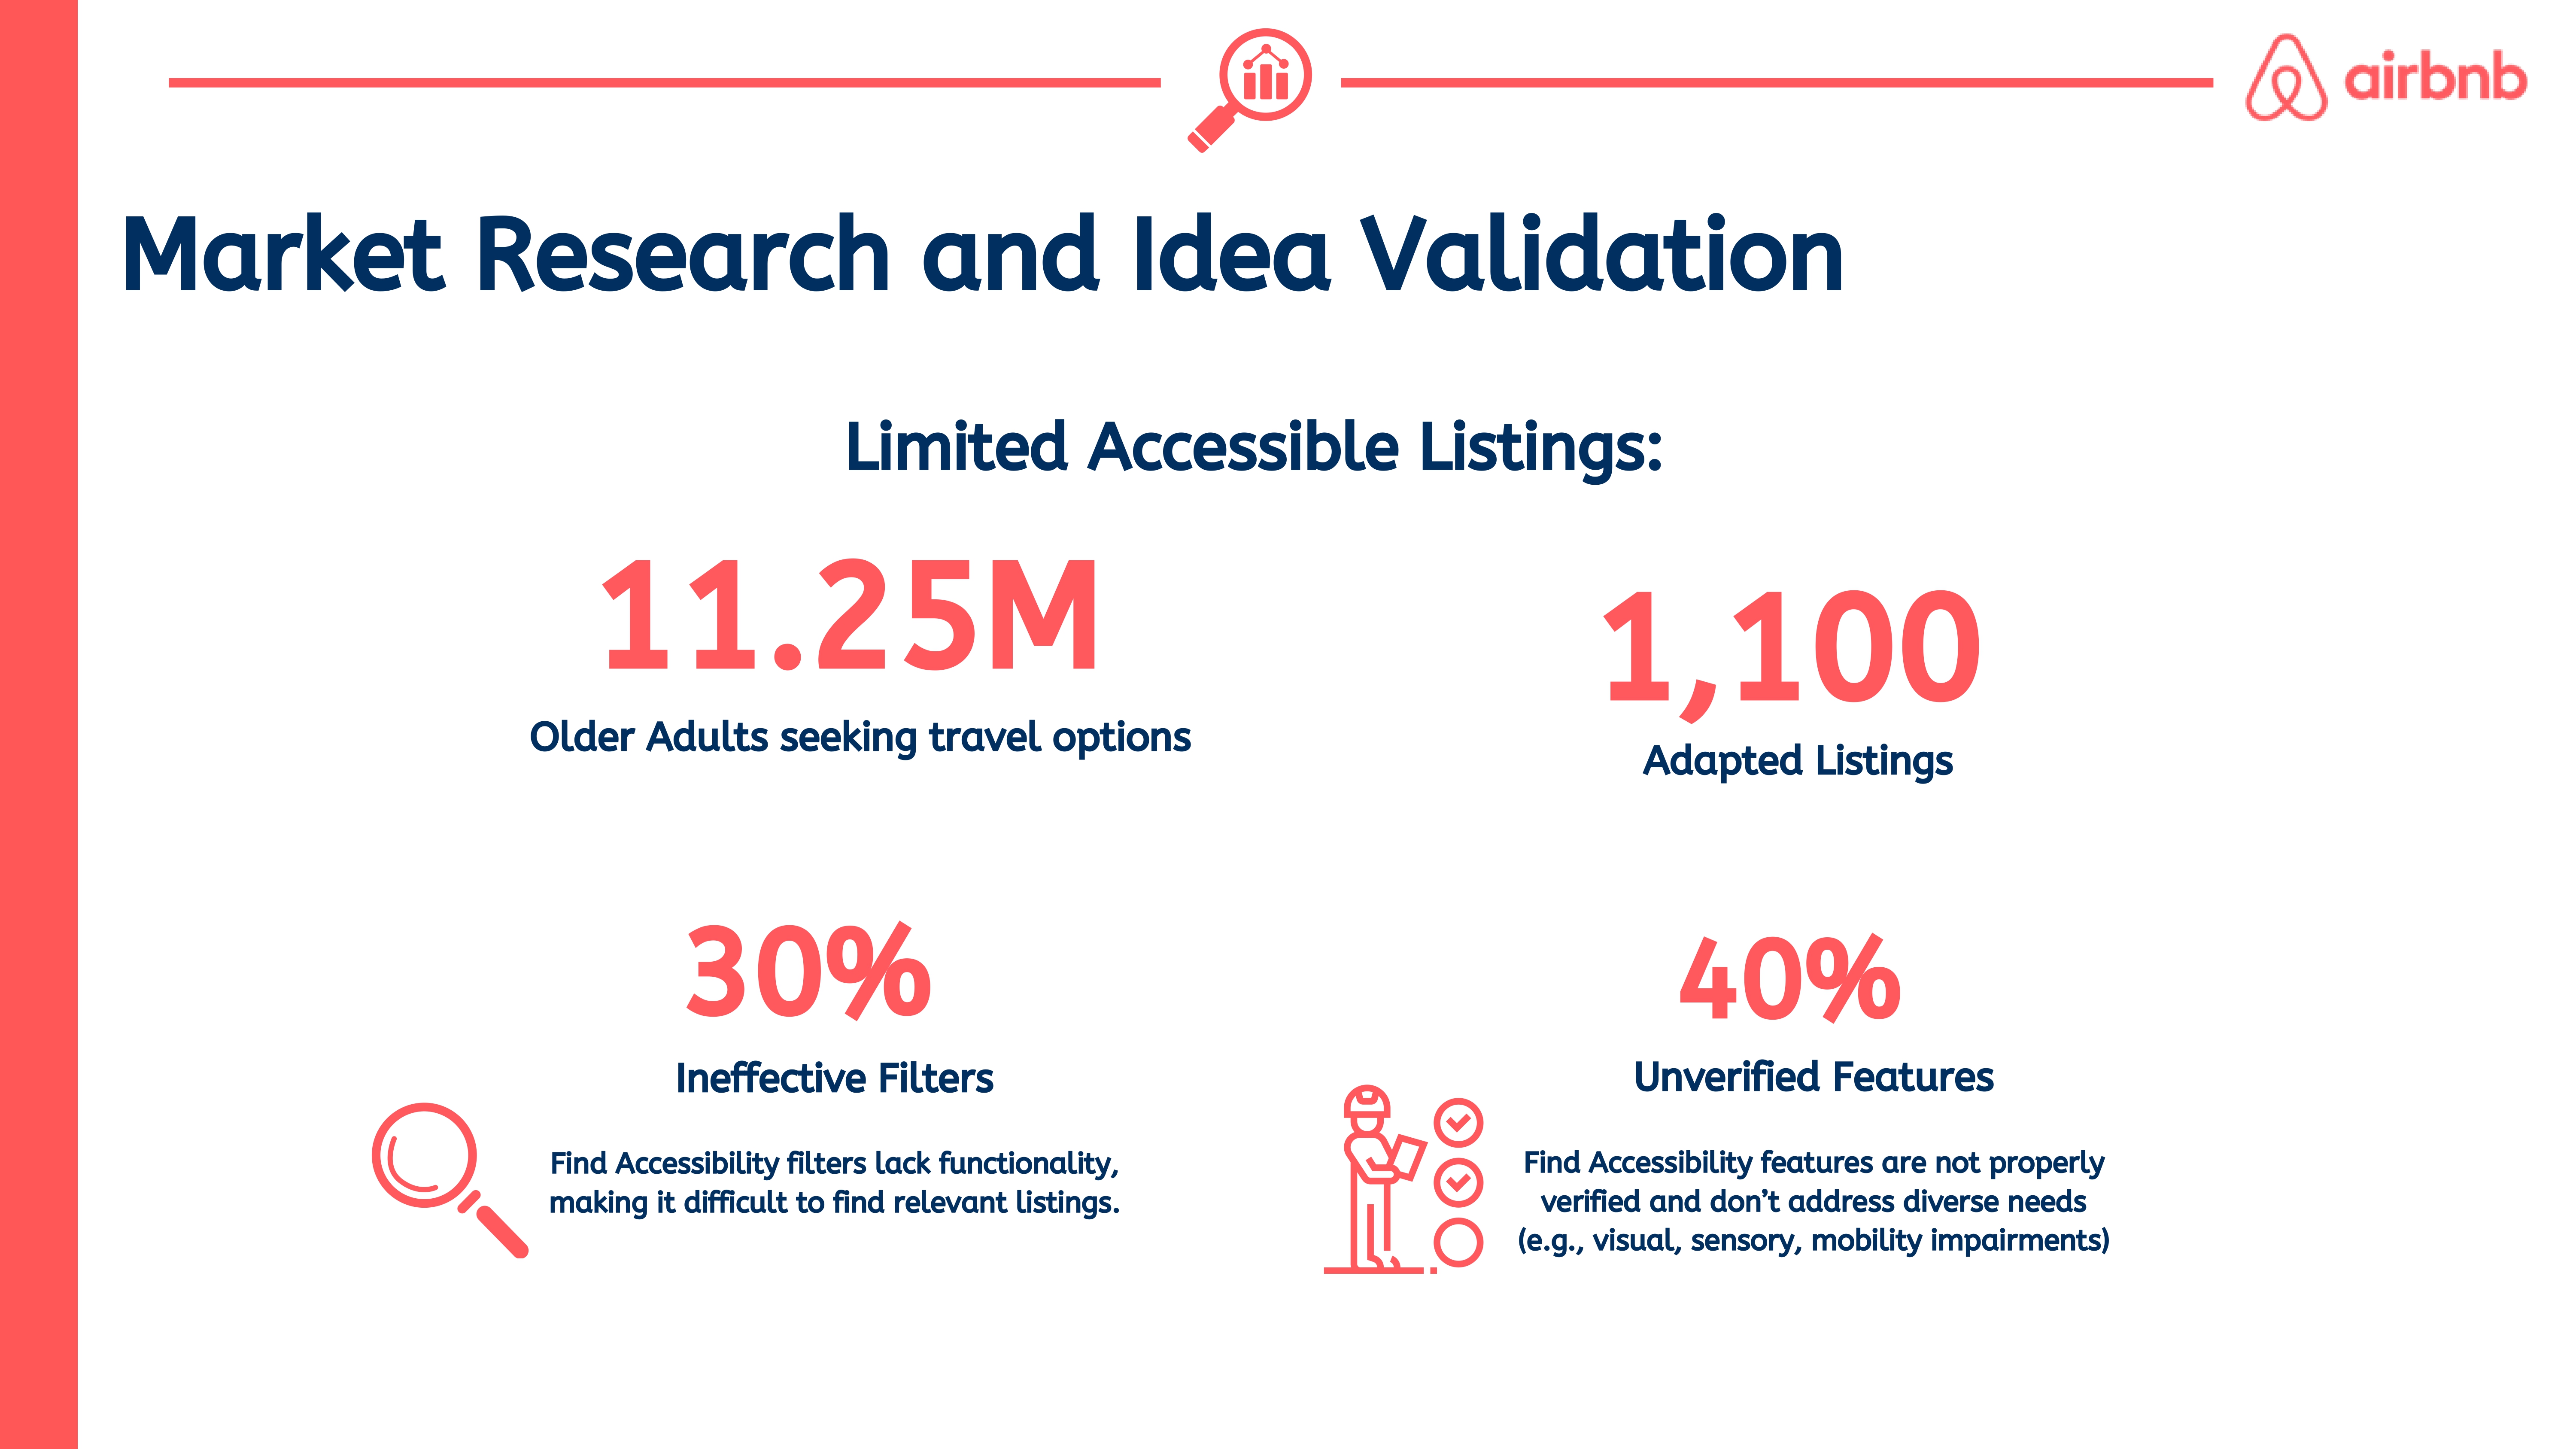 airbnb
Market Research and Idea Validation
Limited Accessible Listings:
11.25M
Older Adults seeking travel options
1,100
Adapted Listings
30%
Ineffective Filters
Find Accessibility filters lack functionality,
making it difficult to find relevant listings.
40%
Unverified Features
Find Accessibility features are not properly
verified and don’t address diverse needs
(e.g., visual, sensory, mobility impairments)